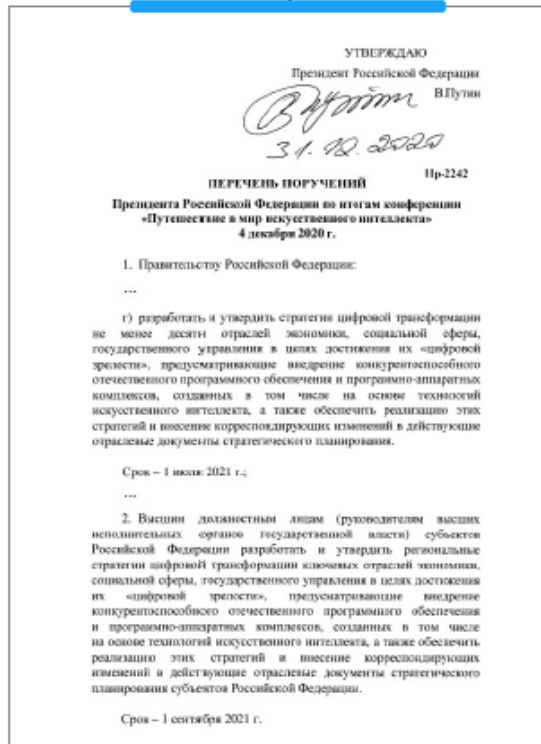 УТВЕРЖДАЮ
Президент Российской Федерации
В.Путин
31.12.2020
Пр-2242
ПЕРЕЧЕНЬ ПОРУЧЕНИЙ
Президента Российской Федерации по итогам конференции
«Путешествие в мир искусственного интеллекта»
4 декабря 2020 г.
1. Правительству Российской Федерации:
...
г) разработать и утвердить стратегии цифровой трансформации
не менее десяти отраслей экономики, социальной сферы,
государственного управления в целях достижения их «цифровой
зрелости», предусматривающие внедрение конкурентоспособного
отечественного программного обеспечения и программно-аппаратных
комплексов, созданных в том числе на основе технологий
искусственного интеллекта, а также обеспечить реализацию этих
стратегий и внесение корреспондирующих изменений в действующие
отраслевые документы стратегического планирования.
Срок – 1 июля 2021 г.;
...
2. Высшим должностным лицам (руководителям высших
исполнительных органов государственной власти) субъектов
Российской Федерации разработать и утвердить региональные
стратегии цифровой трансформации ключевых отраслей экономики,
социальной сферы, государственного управления в целях достижения
их «цифровой зрелости», предусматривающие внедрение
конкурентоспособного отечественного программного обеспечения
и программно-аппаратных комплексов, созданных в том числе
на основе технологий искусственного интеллекта, а также обеспечить
реализацию этих стратегий и внесение корреспондирующих
изменений в действующие отраслевые документы стратегического
планирования субъектов Российской Федерации.
Срок – 1 сентября 2021 г.